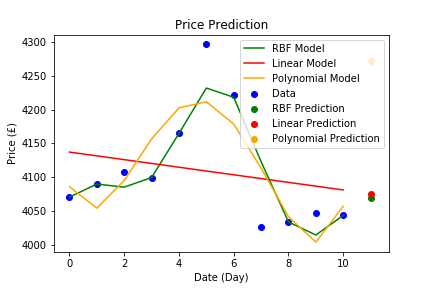 Price Prediction
4300
4250
4200
4150
4100
4050
4000
Price (£)
RBF Model
Linear Model
Polynomial Model
Data
RBF Prediction
Linear Prediction
Polynomial Prediction
0 2 4 6 8 10
Date (Day)